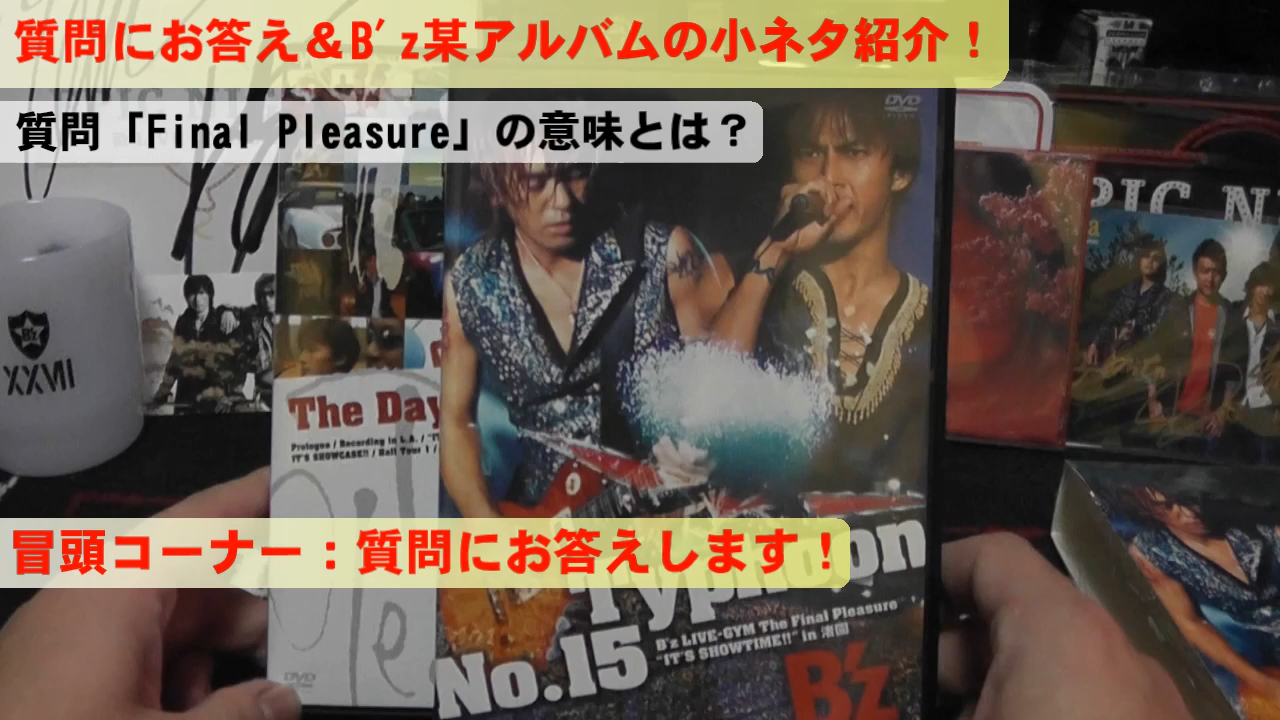 質問にお答え＆B'z某アルバムの小ネタ紹介！
質問「Final Pleasure」の意味とは？
DVD
PIC N
B'z
XXVII
The Day
Prologue / Recording in L.A. /
IT'S SHOWCASE!! / Hall Tour 1 /
冒頭コーナー：質問にお答えします！
Typhoon
No.15
B'z LIVE-GYM The Final Pleasure
"IT'S SHOWTIME!!" in 渚園
B'z
DVD